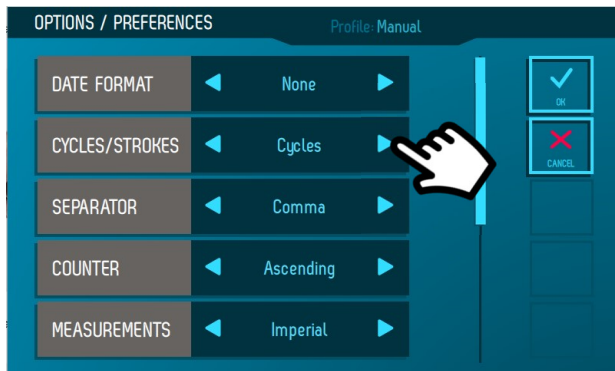 OPTIONS / PREFERENCES
Profile: Manual
DATE FORMAT
None
OK
CYCLES/STROKES
Cycles
CANCEL
SEPARATOR
Comma
COUNTER
Ascending
MEASUREMENTS
Imperial